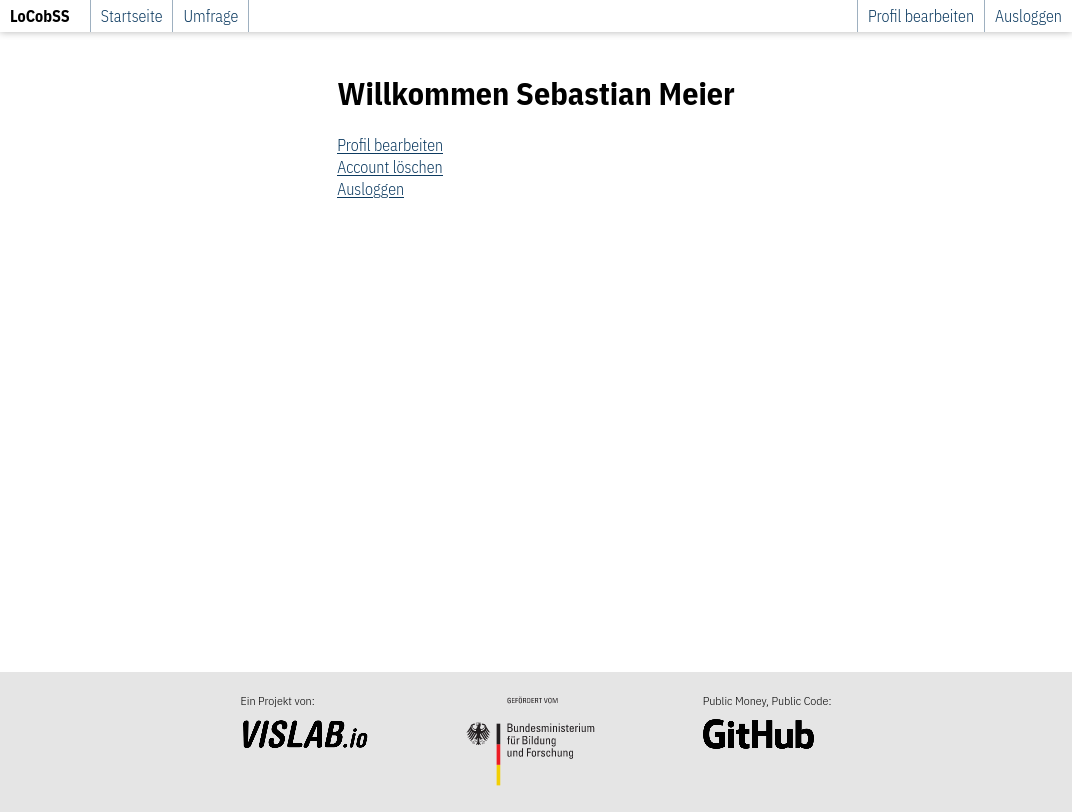 LoCobSS Startseite Umfrage Profil bearbeiten Ausloggen
Willkommen Sebastian Meier
Profil bearbeiten
Account löschen
Ausloggen
Ein Projekt von:
VISLAB.io
GEFÖRDERT VOM
Bundesministerium
für Bildung
und Forschung
Public Money, Public Code:
GitHub